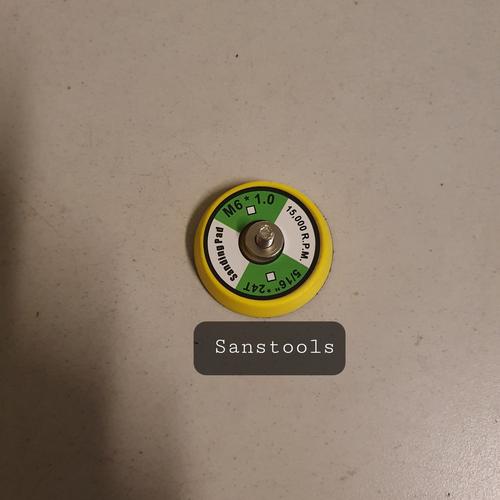 M6*1.0
15,000 R.P.M.
5/16"*24T
Sanding Pad
Sanstools